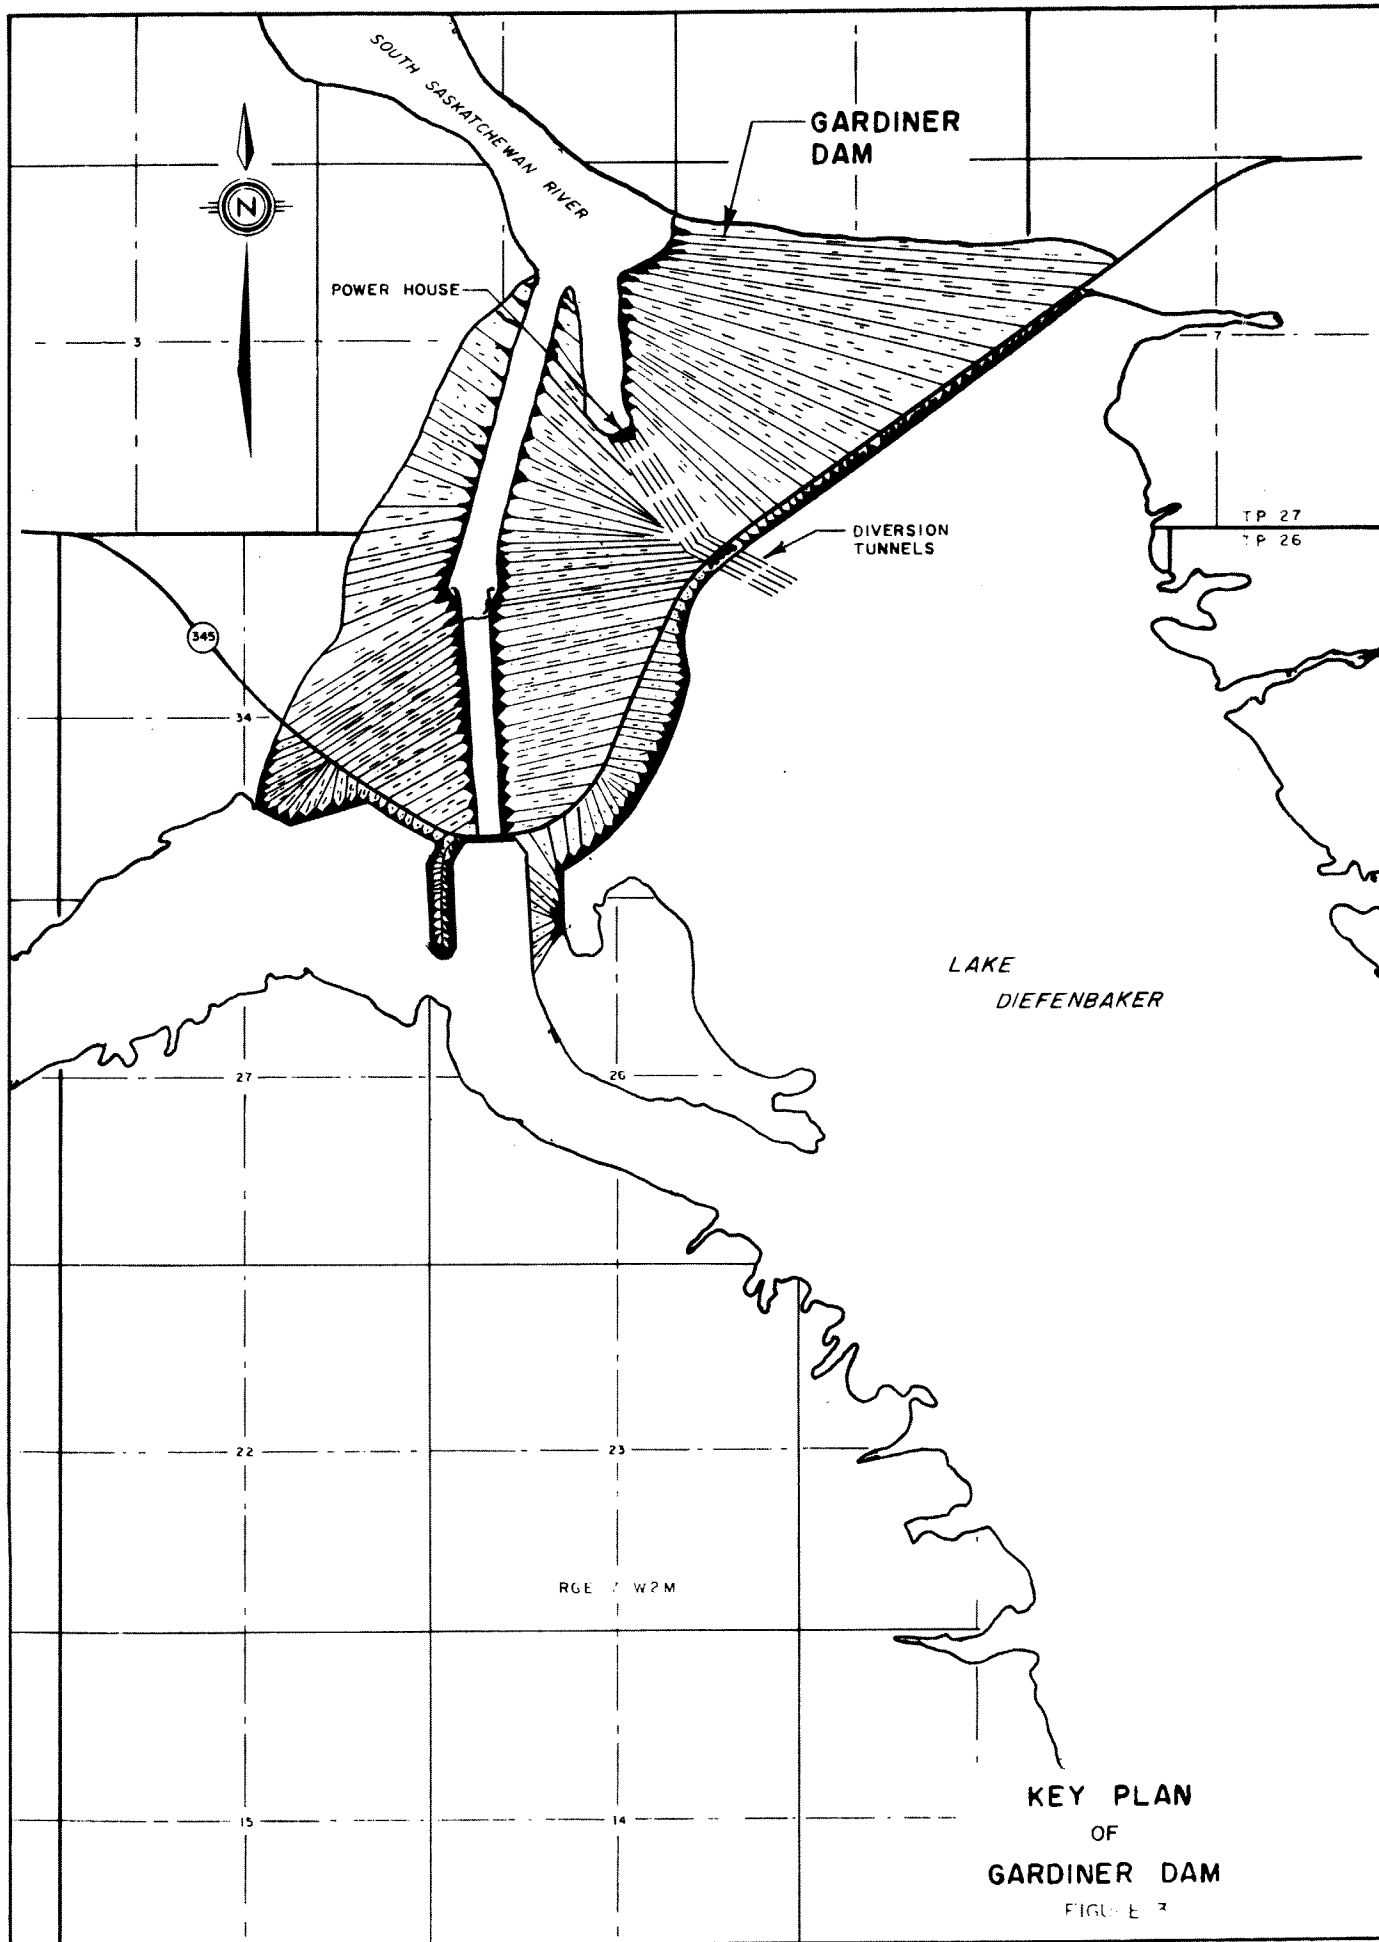 SOUTH SASKATCHEWAN RIVER
GARDINER
DAM
N
POWER HOUSE
3
7
TP 27
TP 26
DIVERSION
TUNNELS
345
34
LAKE
DIEFENBAKER
27
26
22
23
RGE W2M
15
14
KEY PLAN
OF
GARDINER DAM